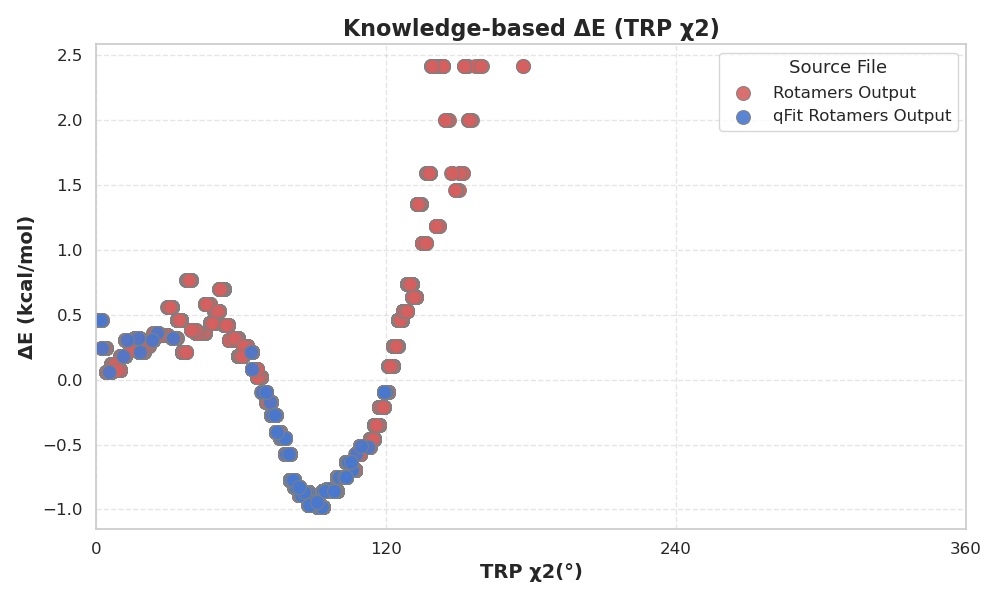 Knowledge-based ΔE (TRP χ2)
Source File
Rotamers Output
qFit Rotamers Output
2.5
2.0
1.5
1.0
0.5
0.0
−0.5
−1.0
ΔE (kcal/mol)
0
120
240
360
TRP χ2(°)